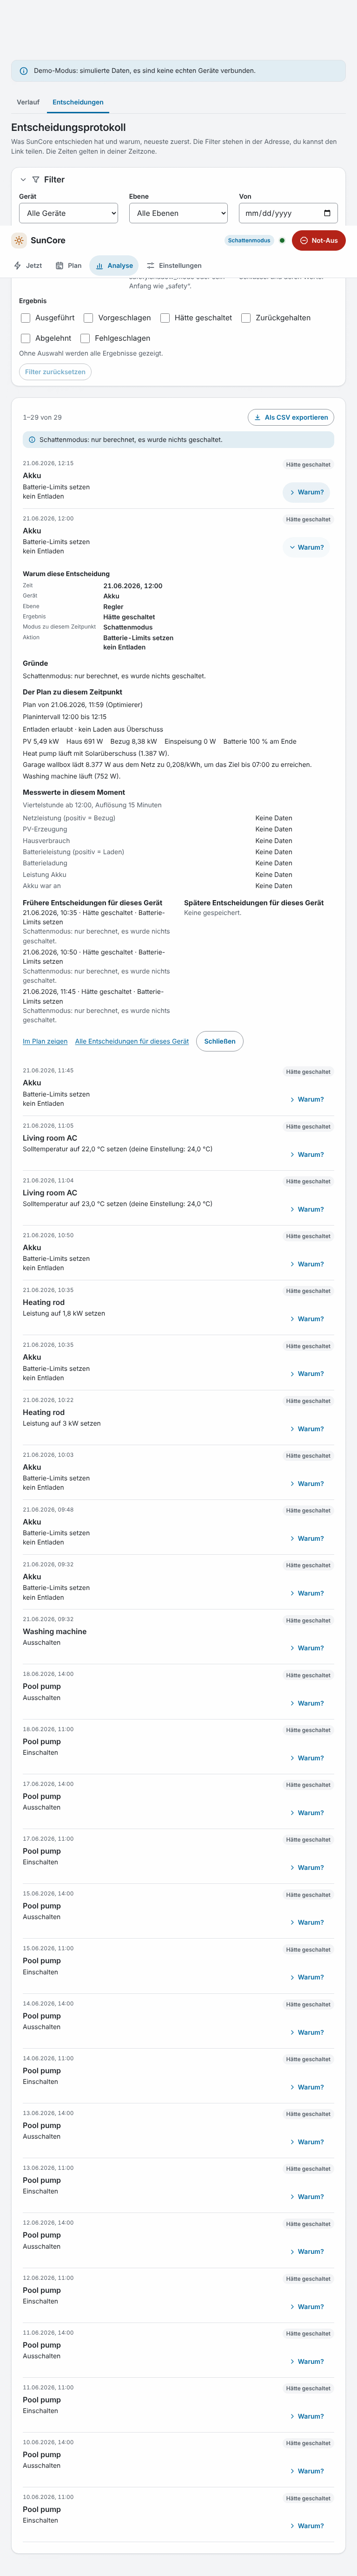 Demo-Modus: simulierte Daten, es sind keine echten Geräte verbunden.
Verlauf
Entscheidungen
Entscheidungsprotokoll
Was SunCore entschieden hat und warum, neueste zuerst. Die Filter stehen in der Adresse, du kannst den
Link teilen. Die Zeiten gelten in deiner Zeitzone.
Filter
Gerät
Ebene
Von
Alle Geräte
Alle Ebenen
mm/dd/yyyy
SunCore
Schattenmodus
Not-Aus
Jetzt
Plan
Analyse
Einstellungen
Anfang wie „safety“.
Ergebnis
Ausgeführt
Vorgeschlagen
Hätte geschaltet
Zurückgehalten
Abgelehnt
Fehlgeschlagen
Ohne Auswahl werden alle Ergebnisse gezeigt.
Filter zurücksetzen
1–29 von 29
Als CSV exportieren
Schattenmodus: nur berechnet, es wurde nichts geschaltet.
21.06.2026, 12:15
Hätte geschaltet
Akku
Batterie-Limits setzen
kein Entladen
Warum?
21.06.2026, 12:00
Hätte geschaltet
Akku
Batterie-Limits setzen
kein Entladen
Warum?
Warum diese Entscheidung
Zeit
21.06.2026, 12:00
Gerät
Akku
Ebene
Regler
Ergebnis
Hätte geschaltet
Modus zu diesem Zeitpunkt
Schattenmodus
Aktion
Batterie-Limits setzen
kein Entladen
Gründe
Schattenmodus: nur berechnet, es wurde nichts geschaltet.
Der Plan zu diesem Zeitpunkt
Plan von 21.06.2026, 11:59 (Optimierer)
Planintervall 12:00 bis 12:15
Entladen erlaubt · kein Laden aus Überschuss
PV 5,49 kW Haus 691 W Bezug 8,38 kW Einspeisung 0 W Batterie 100 % am Ende
Heat pump läuft mit Solarüberschuss (1.387 W).
Garage wallbox lädt 8.377 W aus dem Netz zu 0,208/kWh, um das Ziel bis 07:00 zu erreichen.
Washing machine läuft (752 W).
Messwerte in diesem Moment
Viertelstunde ab 12:00, Auflösung 15 Minuten
Netzleistung (positiv = Bezug)
Keine Daten
PV-Erzeugung
Keine Daten
Hausverbrauch
Keine Daten
Batterieleistung (positiv = Laden)
Keine Daten
Batterieladung
Keine Daten
Leistung Akku
Keine Daten
Akku war an
Keine Daten
Frühere Entscheidungen für dieses Gerät
21.06.2026, 10:35 · Hätte geschaltet · Batterie-
Limits setzen
Schattenmodus: nur berechnet, es wurde nichts
geschaltet.
21.06.2026, 10:50 · Hätte geschaltet · Batterie-
Limits setzen
Schattenmodus: nur berechnet, es wurde nichts
geschaltet.
21.06.2026, 11:45 · Hätte geschaltet · Batterie-
Limits setzen
Schattenmodus: nur berechnet, es wurde nichts
geschaltet.
Spätere Entscheidungen für dieses Gerät
Keine gespeichert.
Im Plan zeigen
Alle Entscheidungen für dieses Gerät
Schließen
21.06.2026, 11:45
Hätte geschaltet
Akku
Batterie-Limits setzen
kein Entladen
Warum?
21.06.2026, 11:05
Hätte geschaltet
Living room AC
Solltemperatur auf 22,0 °C setzen (deine Einstellung: 24,0 °C)
Warum?
21.06.2026, 11:04
Hätte geschaltet
Living room AC
Solltemperatur auf 23,0 °C setzen (deine Einstellung: 24,0 °C)
Warum?
21.06.2026, 10:50
Hätte geschaltet
Akku
Batterie-Limits setzen
kein Entladen
Warum?
21.06.2026, 10:35
Hätte geschaltet
Heating rod
Leistung auf 1,8 kW setzen
Warum?
21.06.2026, 10:35
Hätte geschaltet
Akku
Batterie-Limits setzen
kein Entladen
Warum?
21.06.2026, 10:22
Hätte geschaltet
Heating rod
Leistung auf 3 kW setzen
Warum?
21.06.2026, 10:03
Hätte geschaltet
Akku
Batterie-Limits setzen
kein Entladen
Warum?
21.06.2026, 09:48
Hätte geschaltet
Akku
Batterie-Limits setzen
kein Entladen
Warum?
21.06.2026, 09:32
Hätte geschaltet
Akku
Batterie-Limits setzen
kein Entladen
Warum?
21.06.2026, 09:32
Hätte geschaltet
Washing machine
Ausschalten
Warum?
18.06.2026, 14:00
Hätte geschaltet
Pool pump
Ausschalten
Warum?
18.06.2026, 11:00
Hätte geschaltet
Pool pump
Einschalten
Warum?
17.06.2026, 14:00
Hätte geschaltet
Pool pump
Ausschalten
Warum?
17.06.2026, 11:00
Hätte geschaltet
Pool pump
Einschalten
Warum?
15.06.2026, 14:00
Hätte geschaltet
Pool pump
Ausschalten
Warum?
15.06.2026, 11:00
Hätte geschaltet
Pool pump
Einschalten
Warum?
14.06.2026, 14:00
Hätte geschaltet
Pool pump
Ausschalten
Warum?
14.06.2026, 11:00
Hätte geschaltet
Pool pump
Einschalten
Warum?
13.06.2026, 14:00
Hätte geschaltet
Pool pump
Ausschalten
Warum?
13.06.2026, 11:00
Hätte geschaltet
Pool pump
Einschalten
Warum?
12.06.2026, 14:00
Hätte geschaltet
Pool pump
Ausschalten
Warum?
12.06.2026, 11:00
Hätte geschaltet
Pool pump
Einschalten
Warum?
11.06.2026, 14:00
Hätte geschaltet
Pool pump
Ausschalten
Warum?
11.06.2026, 11:00
Hätte geschaltet
Pool pump
Einschalten
Warum?
10.06.2026, 14:00
Hätte geschaltet
Pool pump
Ausschalten
Warum?
10.06.2026, 11:00
Hätte geschaltet
Pool pump
Einschalten
Warum?